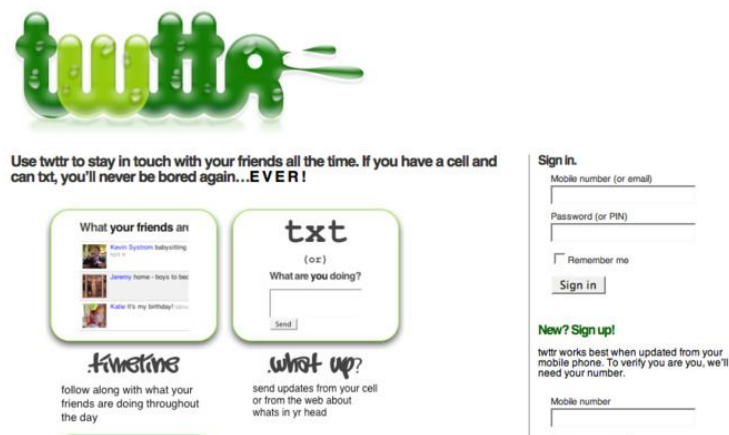 twttr
Use twttr to stay in touch with your friends all the time. If you have a cell and
can txt, you'll never be bored again...E V E R !
What your friends are
Kevin Systrom babysitting
Jeremy home - boys to bed
Katie It's my birthday!
.timeline
follow along with what your
friends are doing throughout
the day
txt
(or)
What are you doing?
Send
.what up?
send updates from your cell
or from the web about
whats in yr head
Sign in.
Mobile number (or email)
Password (or PIN)
Remember me
Sign in
New? Sign up!
twttr works best when updated from your
mobile phone. To verify you are you, we'll
need your number.
Mobile number